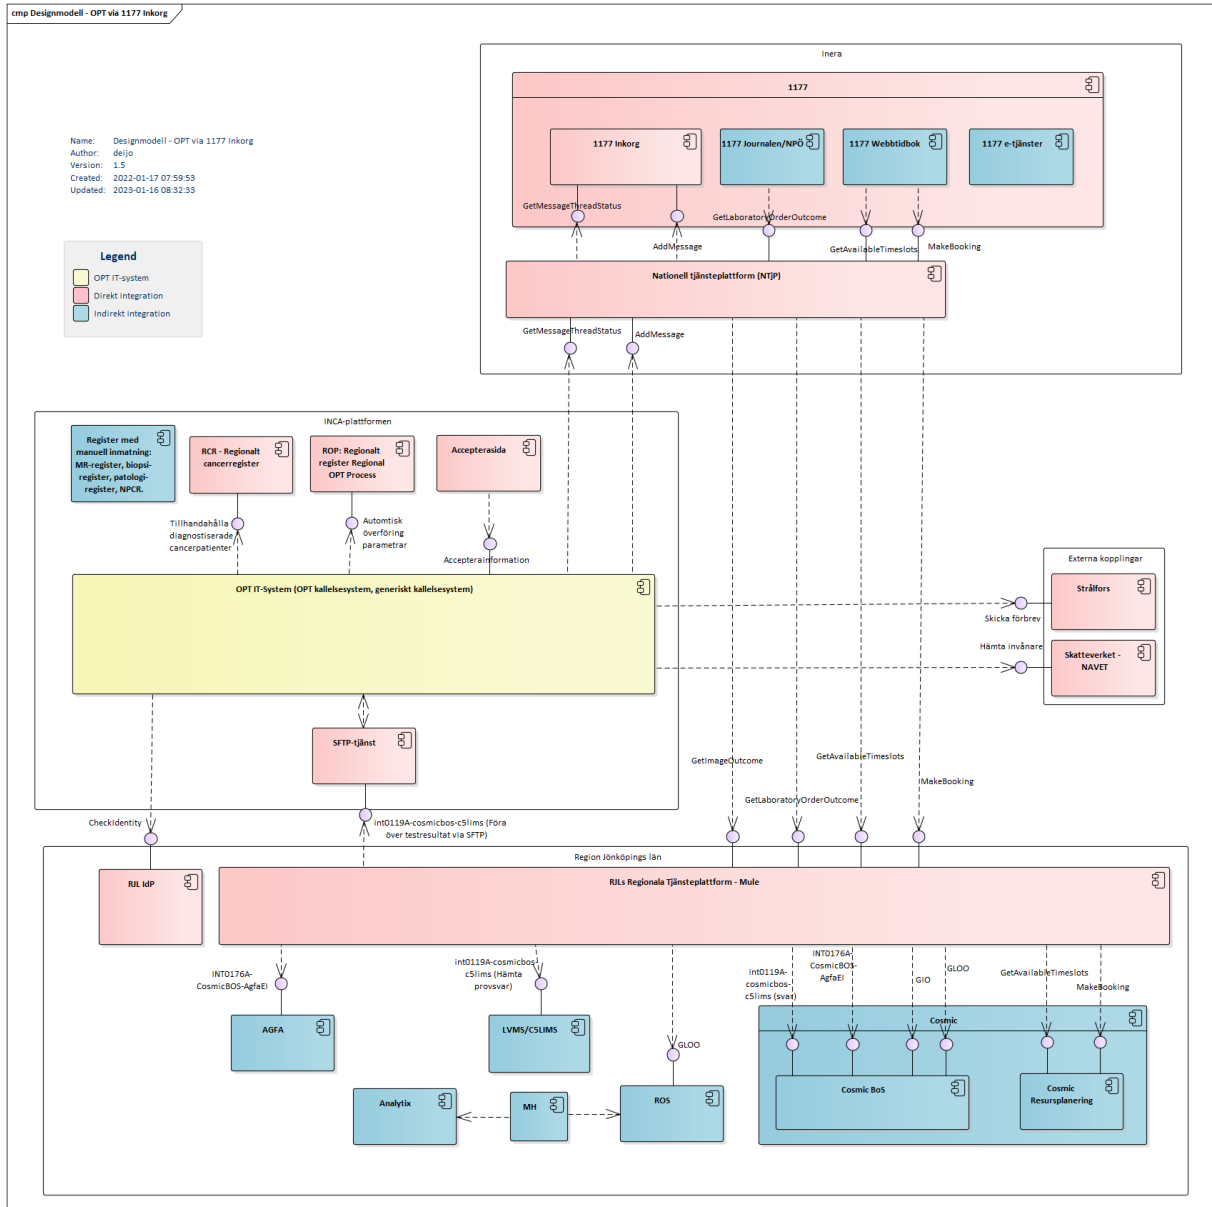 cmp Designmodell - OPT via 1177 Inkorg
Name: Designmodell - OPT via 1177 Inkorg
Author: deijo
Version: 1.5
Created: 2022-01-17 07:59:53
Updated: 2023-01-16 08:32:33
Legend
OPT IT-system
Direkt integration
Indirekt integration
Inera
1177
1177 Inkorg
1177 Journalen/NPÖ
1177 Webbtidbok
1177 e-tjänster
GetMessageThreadStatus
AddMessage
GetLaboratoryOrderOutcome
GetAvailableTimeslots
MakeBooking
Nationell tjänsteplattform (NTjP)
GetMessageThreadStatus
AddMessage
INCA-plattformen
Register med
manuell inmatning:
MR-register, biopsi-
register, patologi-
register, NPCR.
RCR - Regionalt
cancerregister
ROP: Regionalt
register Regional
OPT Process
Accepterasida
Tillhandahålla
diagnostiserade
cancerpatienter
Automtisk
överföring
parametrar
Accepterainformation
OPT IT-System (OPT kallelsesystem, generiskt kallelsesystem)
SFTP-tjänst
Externa kopplingar
Strålfors
Skicka förbrev
Hämta invånare
Skatteverket -
NAVET
GetImageOutcome
GetLaboratoryOrderOutcome
GetAvailableTimeslots
MakeBooking
CheckIdentity
int0119A-cosmicbos-c5lims (Föra
över testresultat via SFTP)
Region Jönköpings län
RJL IdP
RJLs Regionala Tjänsteplattform - Mule
INT0176A-
CosmicBOS-AgfaEI
int0119A-cosmicbos-
c5lims (Hämta
provsvar)
GLOO
int0119A-
cosmicbos-
c5lims (svar)
INT0176A-
CosmicBOS-
AgfaEI
GIO
GLOO
GetAvailableTimeslots
MakeBooking
AGFA
LVMS/C5LIMS
Analytix
MH
ROS
Cosmic
Cosmic BoS
Cosmic
Resursplanering